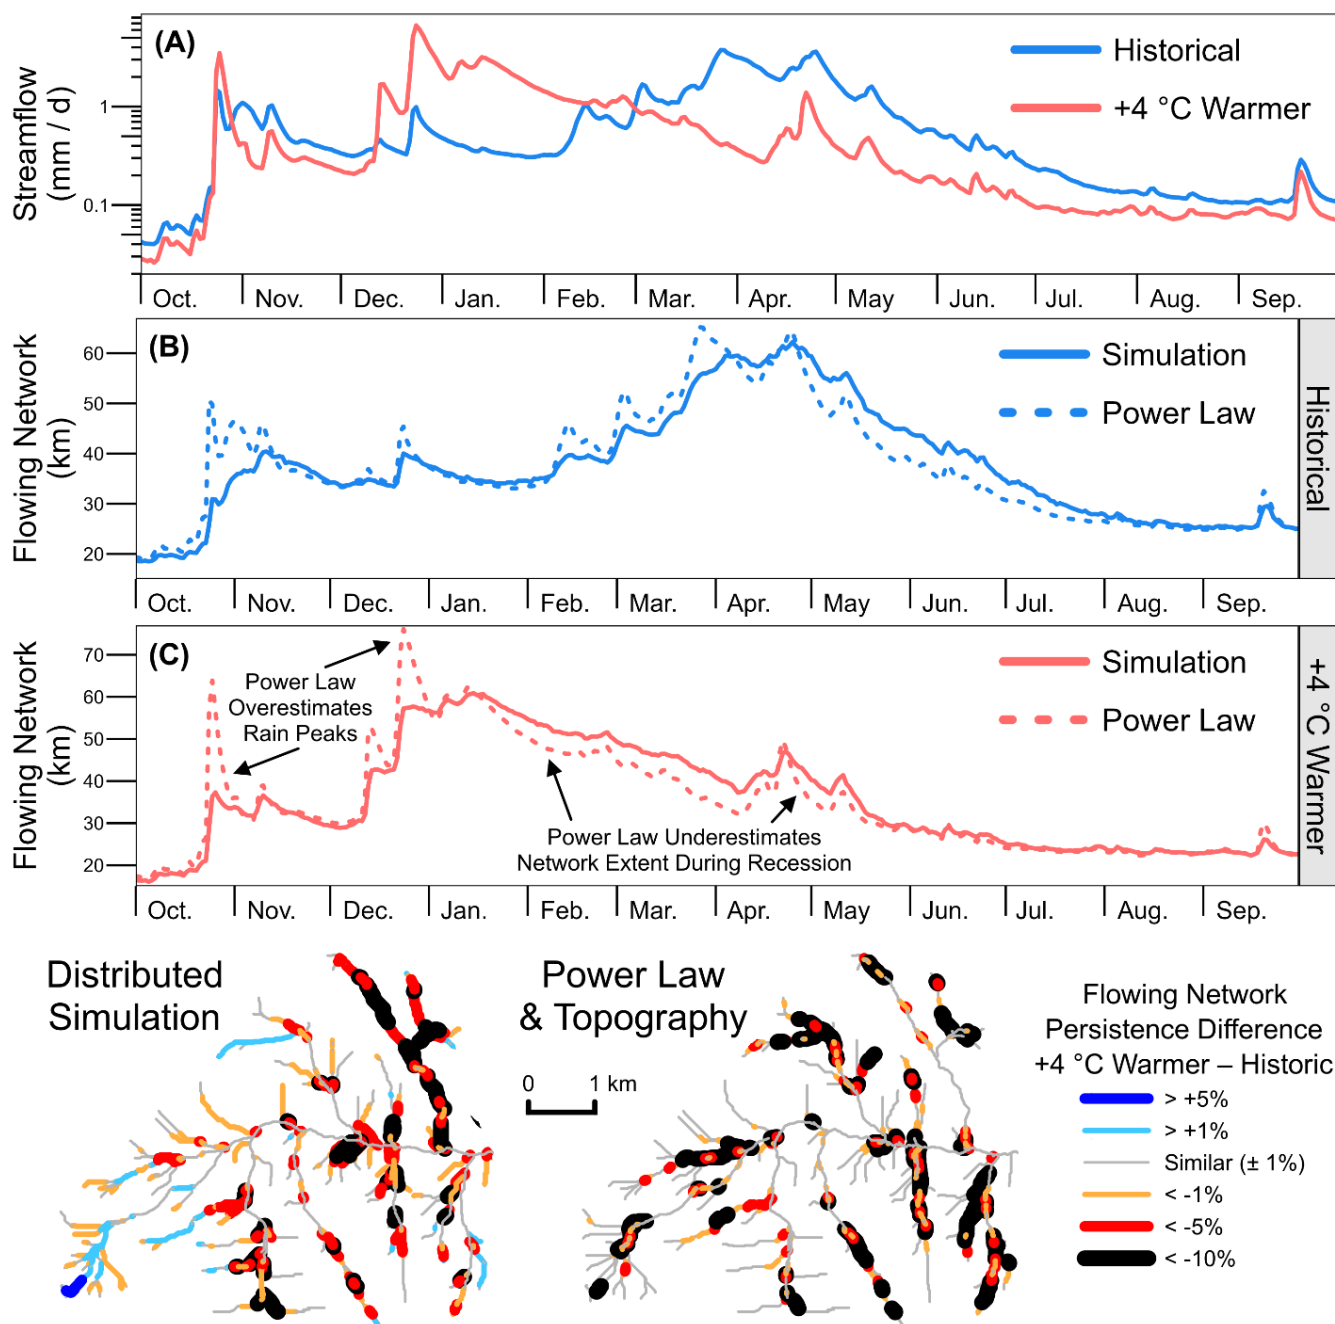 (A)
Historical
+4 °C Warmer
Streamflow
(mm / d)
1
0.1
Oct. Nov. Dec. Jan. Feb. Mar. Apr. May Jun. Jul. Aug. Sep.
(B)
Simulation
Power Law
Flowing Network
(km)
60
50
40
30
20
Historical
Oct. Nov. Dec. Jan. Feb. Mar. Apr. May Jun. Jul. Aug. Sep.
(C)
Simulation
Power Law
Power Law
Overestimates
Rain Peaks
Power Law Underestimates
Network Extent During Recession
Flowing Network
(km)
70
60
50
40
30
20
+4 °C Warmer
Oct. Nov. Dec. Jan. Feb. Mar. Apr. May Jun. Jul. Aug. Sep.
Distributed
Simulation
Power Law
& Topography
0 1 km
Flowing Network
Persistence Difference
+4 °C Warmer – Historic
> +5%
> +1%
Similar (± 1%)
< -1%
< -5%
< -10%